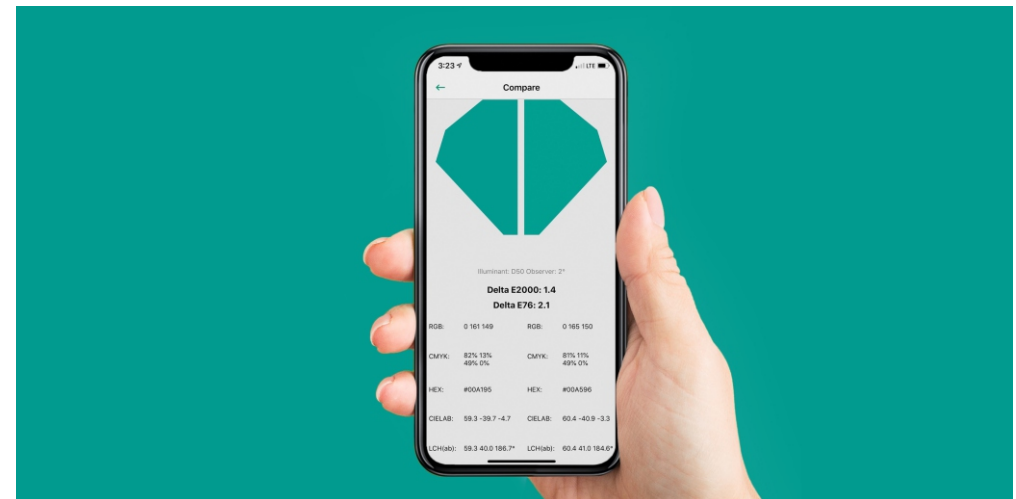 3:23 LTE
Compare
Illuminant: D50 Observer: 2°
Delta E2000: 1.4
Delta E76: 2.1
RGB: 0 161 149 RGB: 0 165 150
CMYK: 82% 13% 49% 0% CMYK: 81% 11% 49% 0%
HEX: #00A195 HEX: #00A596
CIELAB: 59.3 -39.7 -4.7 CIELAB: 60.4 -40.9 -3.3
LCH(ab): 59.3 40.0 186.7° LCH(ab): 60.4 41.0 184.6°